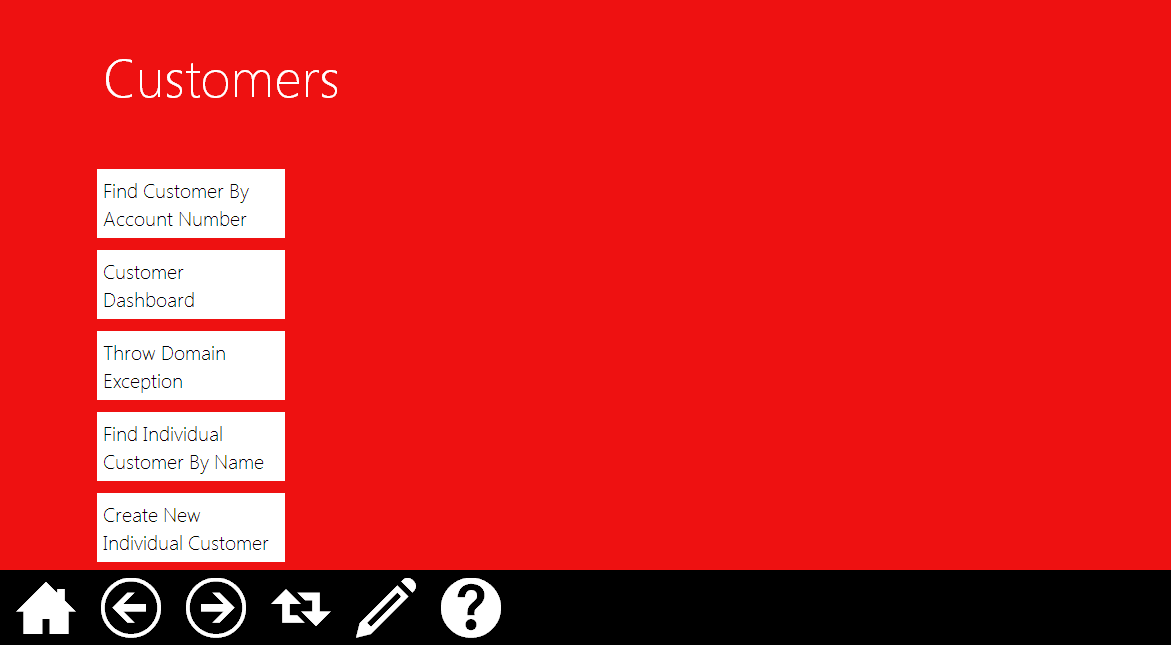 Customers
Find Customer By
Account Number
Customer
Dashboard
Throw Domain
Exception
Find Individual
Customer By Name
Create New
Individual Customer
?